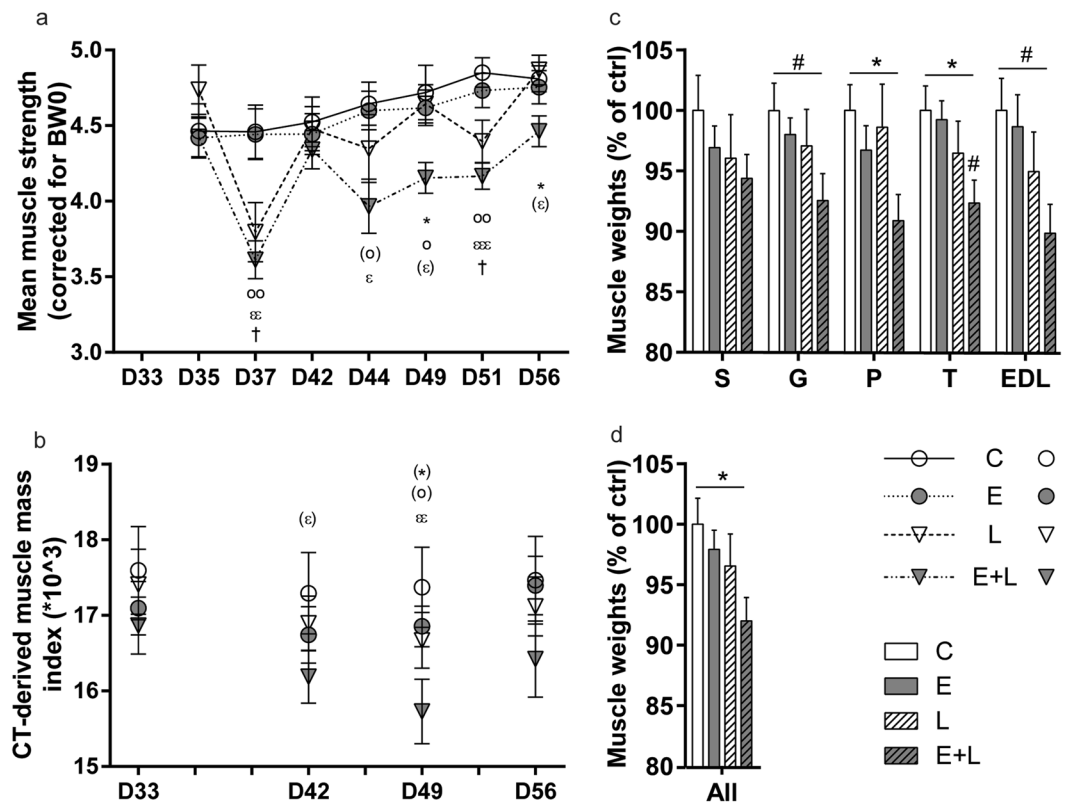 a
Mean muscle strength
(corrected for BW0)
5.0
4.5
4.0
3.5
3.0
oo
εε
†
(o)
ε
*
o
(ε)
oo
εεε
†
*
(ε)
D33 D35 D37 D42 D44 D49 D51 D56
b
CT-derived muscle mass
index (*10^3)
19
18
17
16
15
(ε)
(*)
(o)
εε
D33 D42 D49 D56
c
Muscle weights (% of ctrl)
105
100
95
90
85
80
# * * #
#
S G P T EDL
d
Muscle weights (% of ctrl)
105
100
95
90
85
80
*
All
C
E
L
E+L
C
E
L
E+L